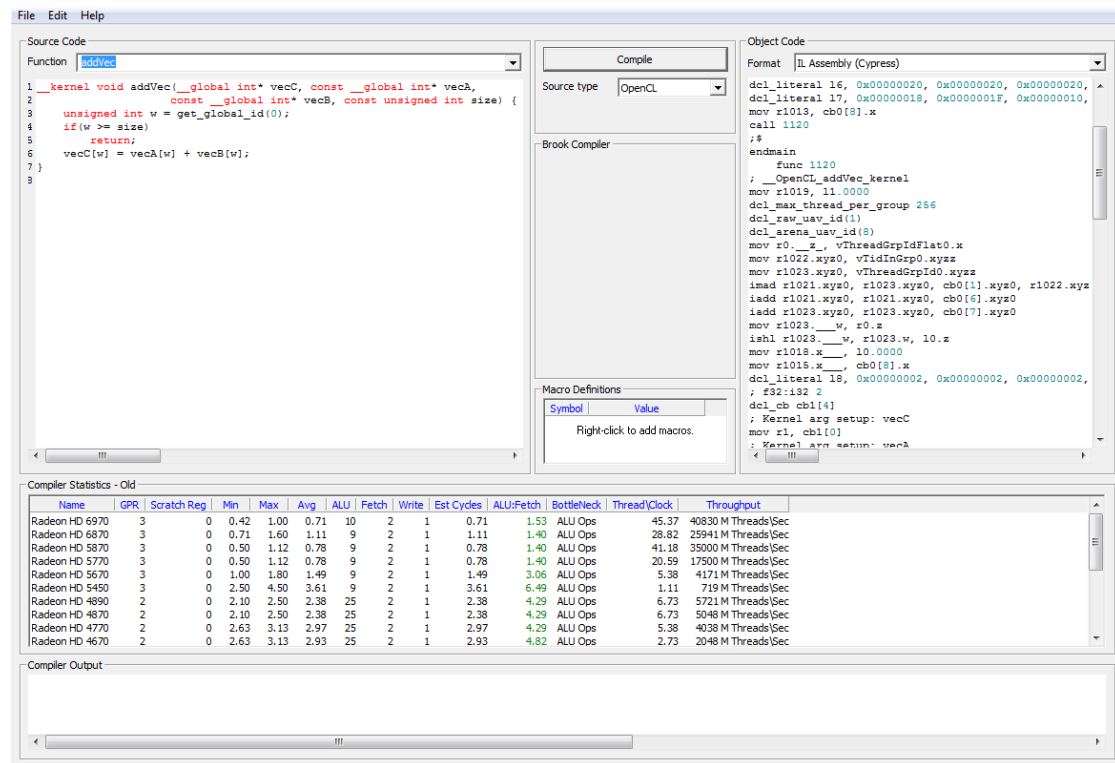 File Edit Help
Source Code
Function addVec
1 __kernel void addVec(__global int* vecC, const __global int* vecA,
2 const __global int* vecB, const unsigned int size) {
3 unsigned int w = get_global_id(0);
4 if(w >= size)
5 return;
6 vecC[w] = vecA[w] + vecB[w];
7 }
8
Compile
Source type OpenCL
Brook Compiler
Macro Definitions
Symbol Value
Right-click to add macros.
Object Code
Format IL Assembly (Cypress)
dcl_literal l6, 0x00000020, 0x00000020, 0x00000020,
dcl_literal l7, 0x00000018, 0x0000001F, 0x00000010,
mov r1013, cb0[8].x
call 1120
;$
endmain
func 1120
; __OpenCL_addVec_kernel
mov r1019, l1.0000
dcl_max_thread_per_group 256
dcl_raw_uav_id(1)
dcl_arena_uav_id(8)
mov r0.__z_, vThreadGrpIdFlat0.x
mov r1022.xyz0, vTidInGrp0.xyzz
mov r1023.xyz0, vThreadGrpId0.xyzz
imad r1021.xyz0, r1023.xyz0, cb0[1].xyz0, r1022.xyz
iadd r1021.xyz0, r1021.xyz0, cb0[6].xyz0
iadd r1023.xyz0, r1023.xyz0, cb0[7].xyz0
mov r1023.___w, r0.z
ishl r1023.___w, r1023.w, l0.z
mov r1018.x___, l0.0000
mov r1015.x___, cb0[8].x
dcl_literal l8, 0x00000002, 0x00000002, 0x00000002,
; f32:i32 2
dcl_cb cb1[4]
; Kernel arg setup: vecC
mov r1, cb1[0]
; Kernel arg setup: vecA
Compiler Statistics - Old
Name GPR Scratch Reg Min Max Avg ALU Fetch Write Est Cycles ALU:Fetch BottleNeck Thread\Clock Throughput
Radeon HD 6970 3 0 0.42 1.00 0.71 10 2 1 0.71 1.53 ALU Ops 45.37 40830 M Threads\Sec
Radeon HD 6870 3 0 0.71 1.60 1.11 9 2 1 1.11 1.40 ALU Ops 28.82 25941 M Threads\Sec
Radeon HD 5870 3 0 0.50 1.12 0.78 9 2 1 0.78 1.40 ALU Ops 41.18 35000 M Threads\Sec
Radeon HD 5770 3 0 0.50 1.12 0.78 9 2 1 0.78 1.40 ALU Ops 20.59 17500 M Threads\Sec
Radeon HD 5670 3 0 1.00 1.80 1.49 9 2 1 1.49 3.06 ALU Ops 5.38 4171 M Threads\Sec
Radeon HD 5450 3 0 2.50 4.50 3.61 9 2 1 3.61 6.49 ALU Ops 1.11 719 M Threads\Sec
Radeon HD 4890 2 0 2.10 2.50 2.38 25 2 1 2.38 4.29 ALU Ops 6.73 5721 M Threads\Sec
Radeon HD 4870 2 0 2.10 2.50 2.38 25 2 1 2.38 4.29 ALU Ops 6.73 5048 M Threads\Sec
Radeon HD 4770 2 0 2.63 3.13 2.97 25 2 1 2.97 4.29 ALU Ops 5.38 4038 M Threads\Sec
Radeon HD 4670 2 0 2.63 3.13 2.93 25 2 1 2.93 4.82 ALU Ops 2.73 2048 M Threads\Sec
Compiler Output